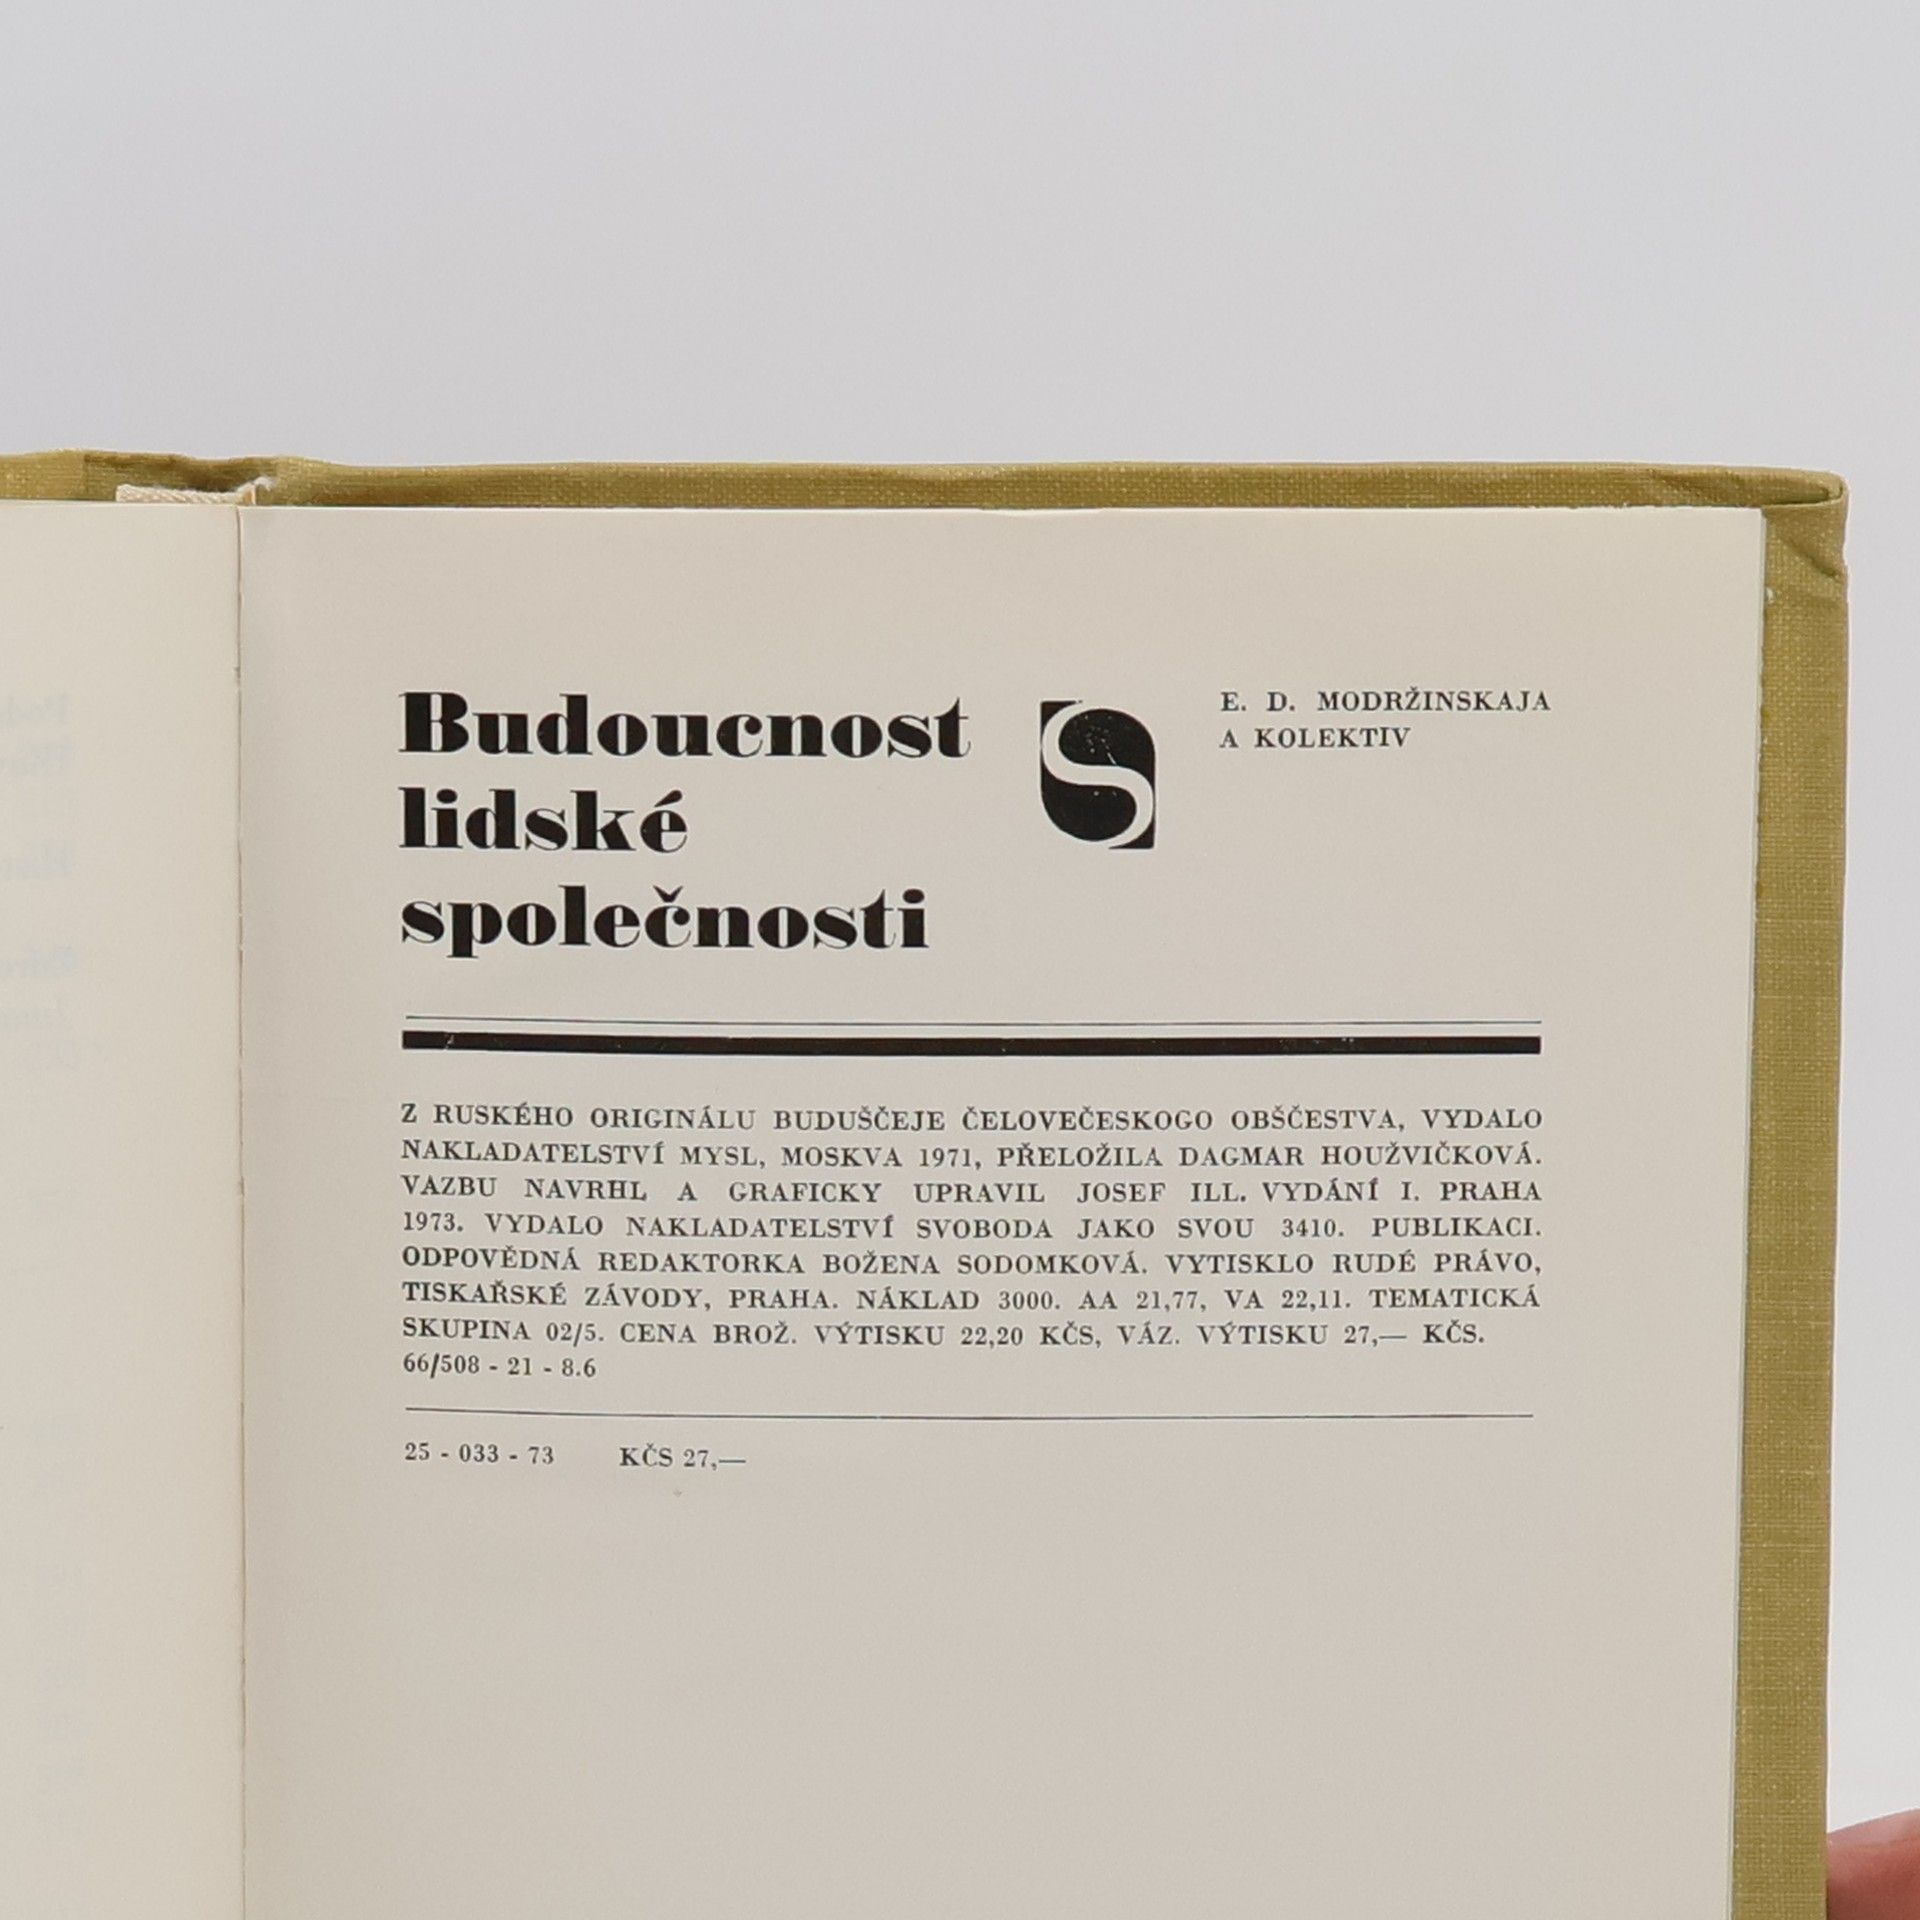 Budoucnost
lidské
společnosti
S
E. D. MODRŽINSKAJA
A KOLEKTIV
Z RUSKÉHO ORIGINÁLU BUDUŠČEJE ČELOVEČESKOGO OBŠČESTVA, VYDALO
NAKLADATELSTVÍ MYSL, MOSKVA 1971, PŘELOŽILA DAGMAR HOUŽVIČKOVÁ.
VAZBU NAVRHL A GRAFICKY UPRAVIL JOSEF ILL. VYDÁNÍ I. PRAHA
1973. VYDALO NAKLADATELSTVÍ SVOBODA JAKO SVOU 3410. PUBLIKACI.
ODPOVĚDNÁ REDAKTORKA BOŽENA SODOMKOVÁ. VYTISKLO RUDÉ PRÁVO,
TISKAŘSKÉ ZÁVODY, PRAHA. NÁKLAD 3000. AA 21,77, VA 22,11. TEMATICKÁ
SKUPINA 02/5. CENA BROŽ. VÝTISKU 22,20 KČS, VÁZ. VÝTISKU 27,— KČS.
66/508 - 21 - 8.6
25 - 033 - 73 KČS 27,—